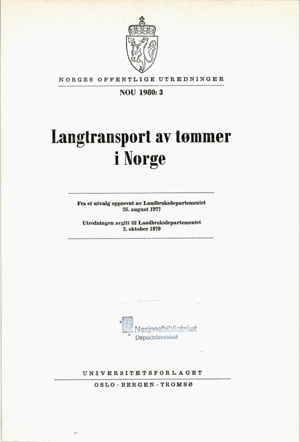 NORGES OFFENTLIGE UTREDNINGER
NOU 1980: 3
Langtransport av tømmer
i Norge
Fra et utvalg oppnevnt av Landbruksdepartementet
25. august 1977
Utredningen avgitt til Landbruksdepartementet
2. oktober 1979
Nasjonalbiblioteket
Depotbiblioteket
UNIVERSITETSFORLAGET
OSLO - BERGEN - TROMSØ